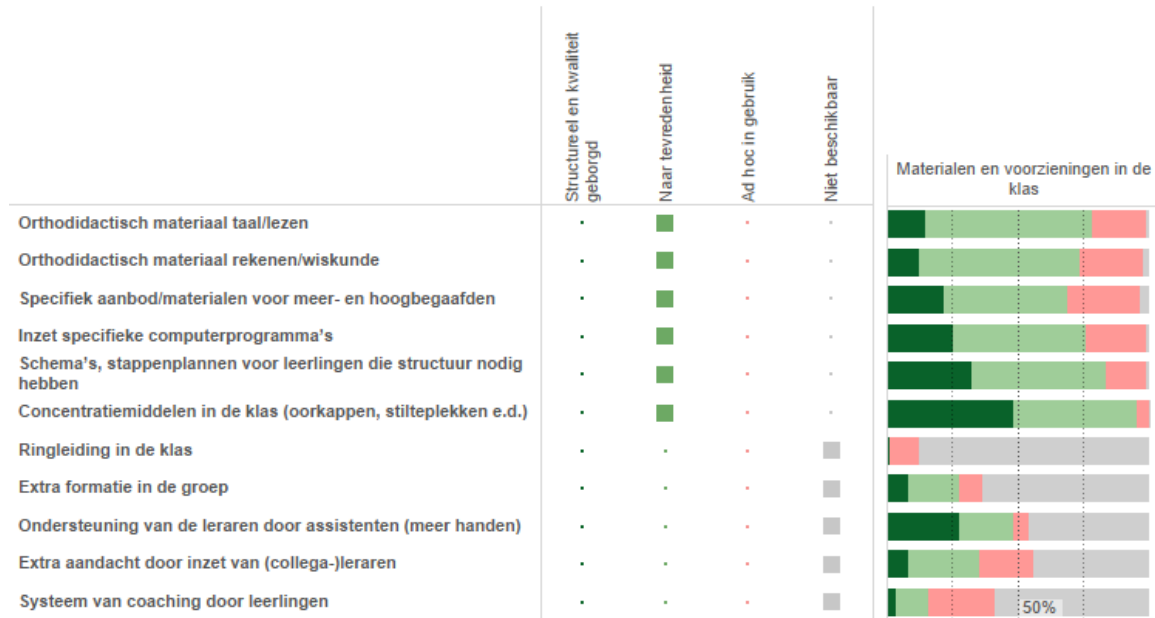 Structureel en kwaliteit
geborgd
Naar tevredenheid
Ad hoc in gebruik
Niet beschikbaar
Materialen en voorzieningen in de
klas
Orthodidactisch materiaal taal/lezen
Orthodidactisch materiaal rekenen/wiskunde
Specifiek aanbod/materialen voor meer- en hoogbegaafden
Inzet specifieke computerprogramma's
Schema's, stappenplannen voor leerlingen die structuur nodig
hebben
Concentratiemiddelen in de klas (oorkappen, stilteplekken e.d.)
Ringleiding in de klas
Extra formatie in de groep
Ondersteuning van de leraren door assistenten (meer handen)
Extra aandacht door inzet van (collega-)leraren
Systeem van coaching door leerlingen
50%